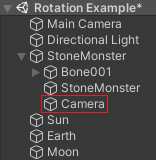 Rotation Example*
Main Camera
Directional Light
StoneMonster
Bone001
StoneMonster
Camera
Sun
Earth
Moon